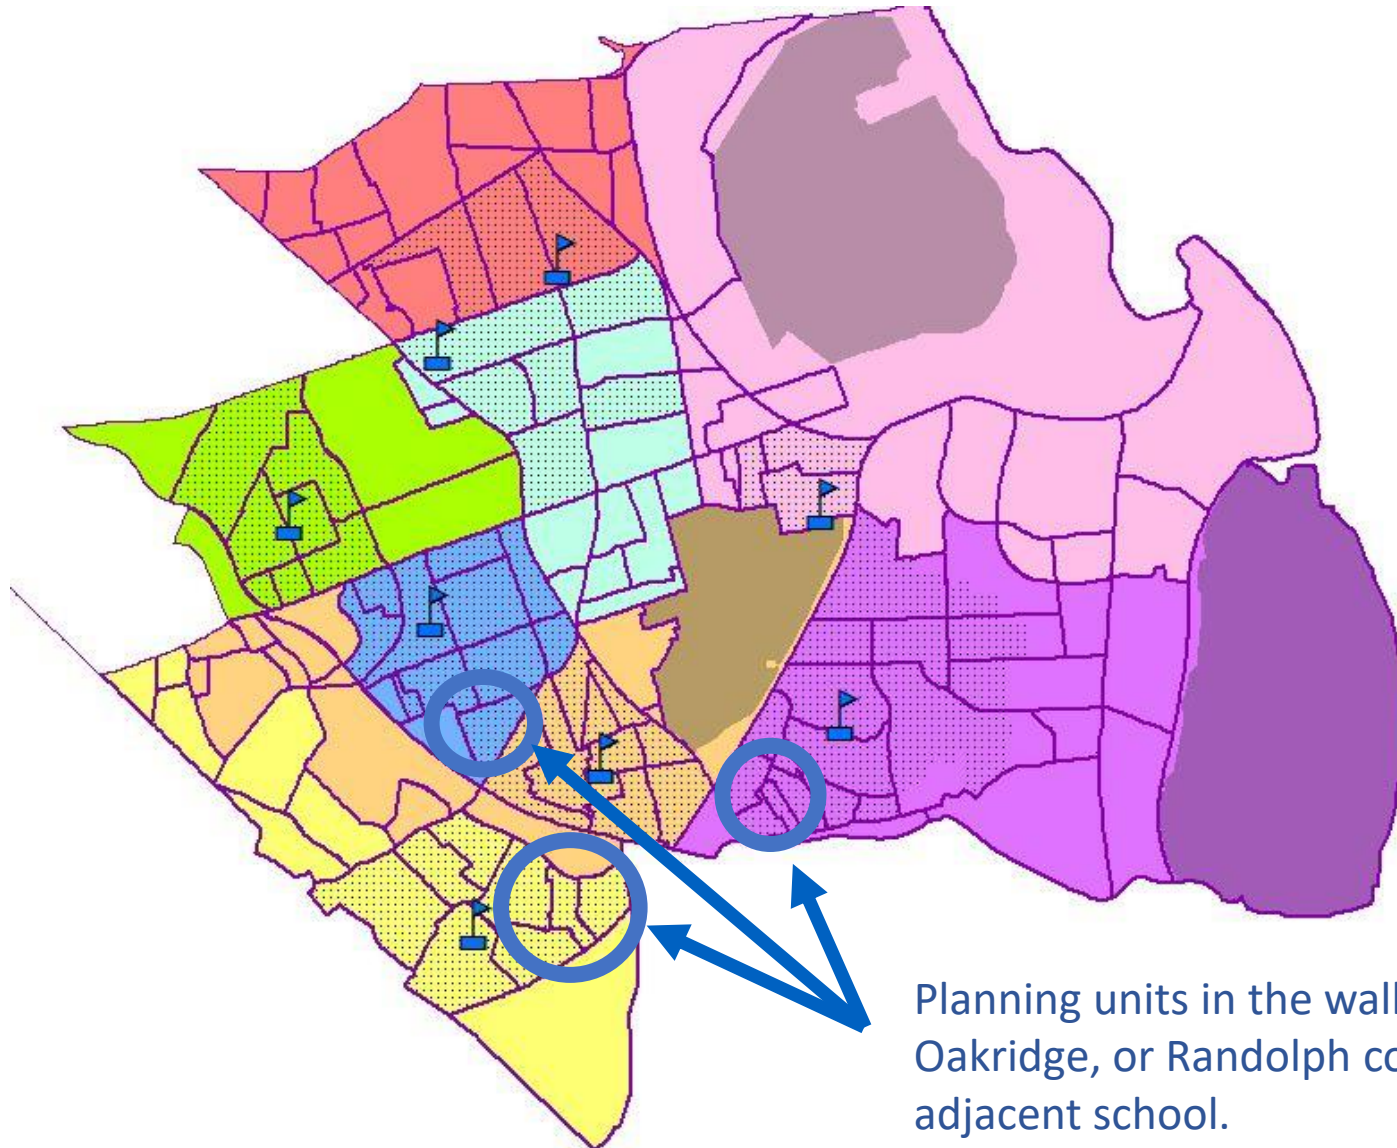 Planning units in the wall
Oakridge, or Randolph co
adjacent school.